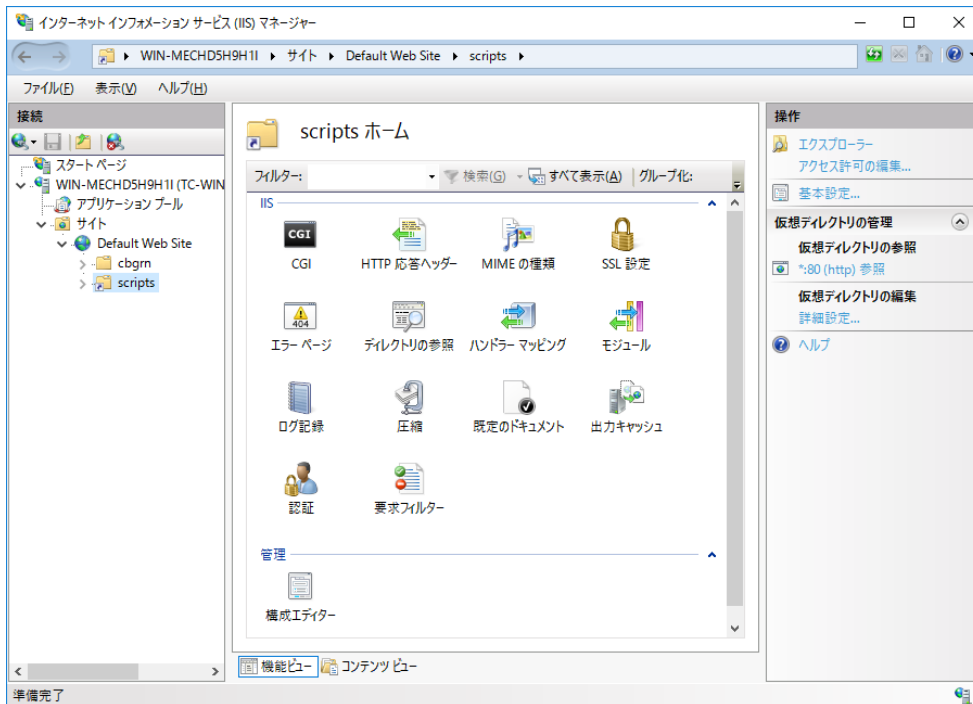 インターネット インフォメーション サービス (IIS) マネージャー
WIN-MECHD5H9H1I サイト Default Web Site scripts
ファイル(F) 表示(V) ヘルプ(H)
接続
スタート ページ
WIN-MECHD5H9H1I (TC-WIN
アプリケーション プール
サイト
Default Web Site
cbgrn
scripts
scripts ホーム
フィルター: 検索(G) すべて表示(A) グループ化:
IIS
CGI
CGI HTTP 応答ヘッダー MIME の種類 SSL 設定
404
エラー ページ ディレクトリの参照 ハンドラー マッピング モジュール
ログ記録 圧縮 既定のドキュメント 出力キャッシュ
認証 要求フィルター
管理
構成エディター
機能ビュー コンテンツ ビュー
操作
エクスプローラー
アクセス許可の編集...
基本設定...
仮想ディレクトリの管理
仮想ディレクトリの参照
*:80 (http) 参照
仮想ディレクトリの編集
詳細設定...
ヘルプ
準備完了